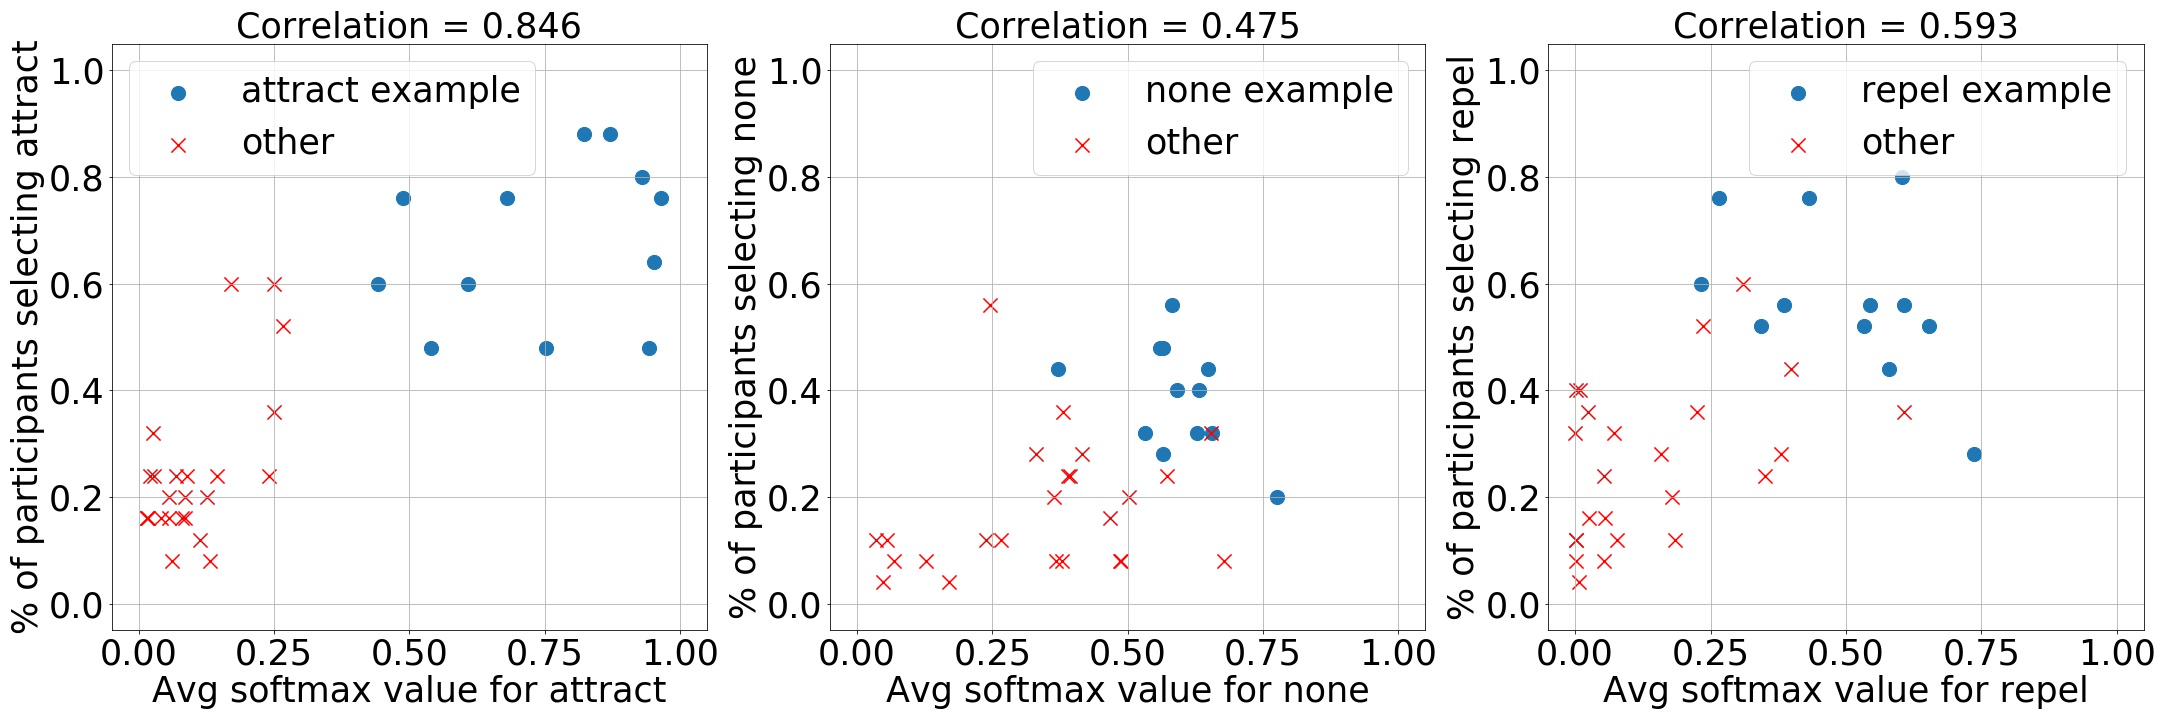 Correlation = 0.846
% of participants selecting attract
1.0
0.8
0.6
0.4
0.2
0.0
attract example
other
0.00 0.25 0.50 0.75 1.00
Avg softmax value for attract
Correlation = 0.475
% of participants selecting none
1.0
0.8
0.6
0.4
0.2
0.0
none example
other
0.00 0.25 0.50 0.75 1.00
Avg softmax value for none
Correlation = 0.593
% of participants selecting repel
1.0
0.8
0.6
0.4
0.2
0.0
repel example
other
0.00 0.25 0.50 0.75 1.00
Avg softmax value for repel